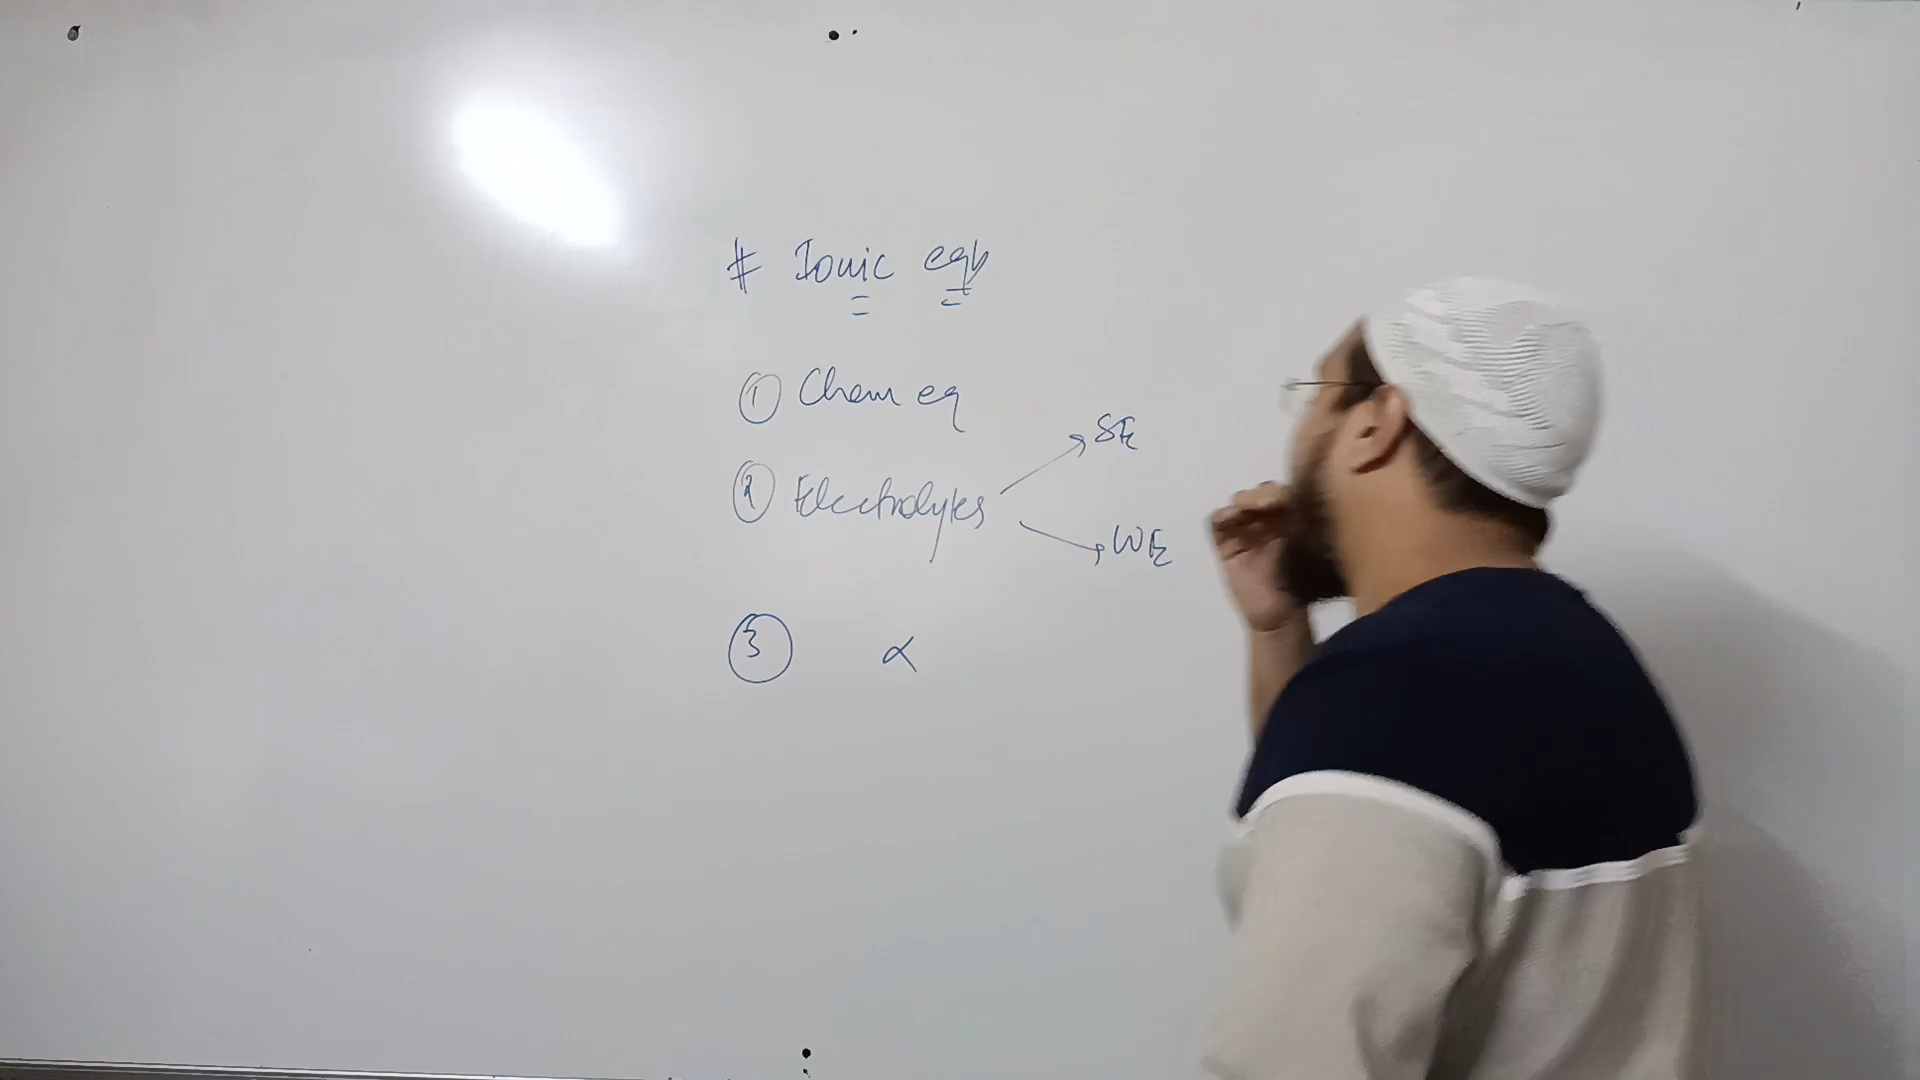 # Ionic eqb
① Chem eq
② Electrolytes
SE
WE
③ α